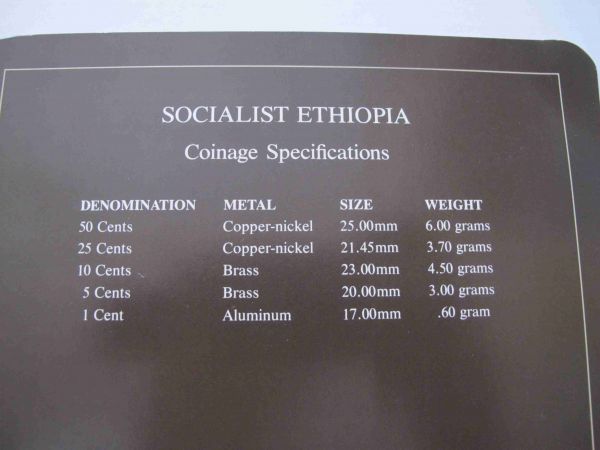 SOCIALIST ETHIOPIA
Coinage Specifications
DENOMINATION METAL SIZE WEIGHT
50 Cents Copper-nickel 25.00mm 6.00 grams
25 Cents Copper-nickel 21.45mm 3.70 grams
10 Cents Brass 23.00mm 4.50 grams
5 Cents Brass 20.00mm 3.00 grams
1 Cent Aluminum 17.00mm .60 gram